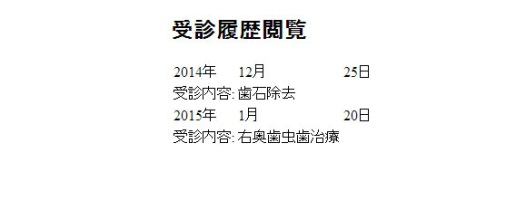 受診履歴閲覧
2014年 12月 25日
受診内容: 歯石除去
2015年 1月 20日
受診内容: 右奥歯虫歯治療